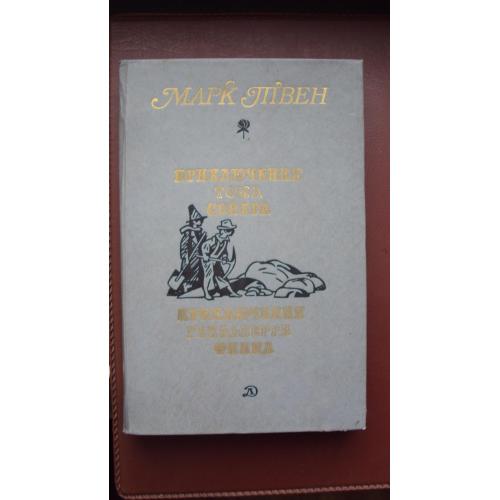 МАРК ТВЕН
ПРИКЛЮЧЕНИЯ
ТОМА
СОЙЕРА
ПРИКЛЮЧЕНИЯ
ГЕКЛЬБЕРРИ
ФИННА
Д